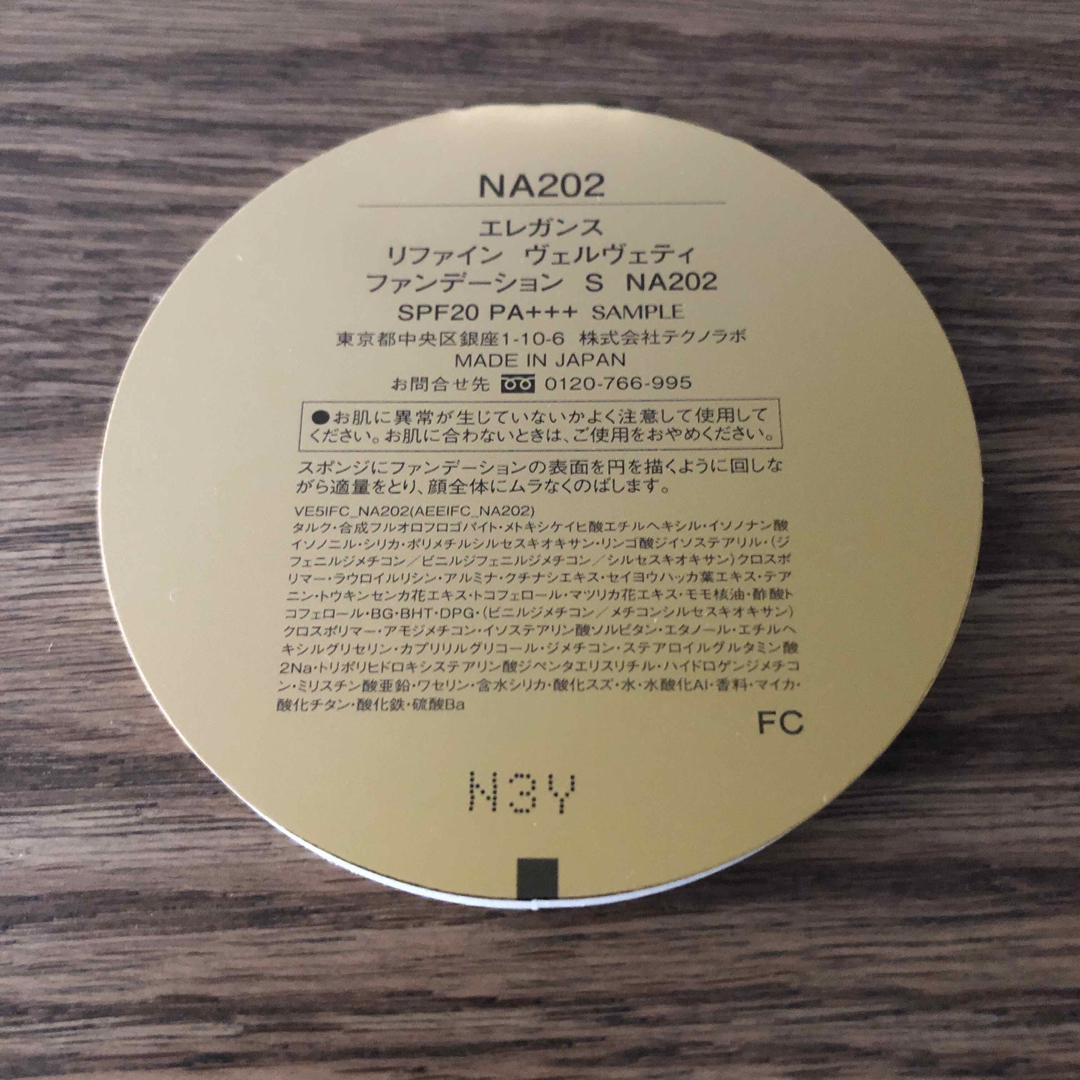 NA202
エレガンス
リファイン ヴェルヴェティ
ファンデーション S NA202
SPF20 PA+++ SAMPLE
東京都中央区銀座1-10-6 株式会社テクノラボ
MADE IN JAPAN
お問合せ先 0120-766-995
●お肌に異常が生じていないかよく注意して使用して
ください。お肌に合わないときは、ご使用をおやめください。
スポンジにファンデーションの表面を円を描くように回しな
がら適量をとり、顔全体にムラなくのばします。
VE5IFC_NA202(AEEIFC_NA202)
タルク・合成フルオロフロゴパイト・メトキシケイヒ酸エチルヘキシル・イソノナン酸
イソノニル・シリカ・ポリメチルシルセスキオキサン・リンゴ酸ジイソステアリル・(ジ
フェニルジメチコン/ビニルジフェニルジメチコン/シルセスキオキサン)クロスポ
リマー・ラウロイルリシン・アルミナ・クチナシエキス・セイヨウハッカ葉エキス・テア
ニン・トウキンセンカ花エキス・トコフェロール・マツリカ花エキス・モモ核油・酢酸ト
コフェロール・BG・BHT・DPG・(ビニルジメチコン/メチコンシルセスキオキサン)
クロスポリマー・アモジメチコン・イソステアリン酸ソルビタン・エタノール・エチルヘ
キシルグリセリン・カプリリルグリコール・ジメチコン・ステアロイルグルタミン酸
2Na・トリポリヒドロキシステアリン酸ジペンタエリスリチル・ハイドロゲンジメチコ
ン・ミリスチン酸亜鉛・ワセリン・含水シリカ・酸化スズ・水・水酸化Al・香料・マイカ・
酸化チタン・酸化鉄・硫酸Ba
FC
N3Y